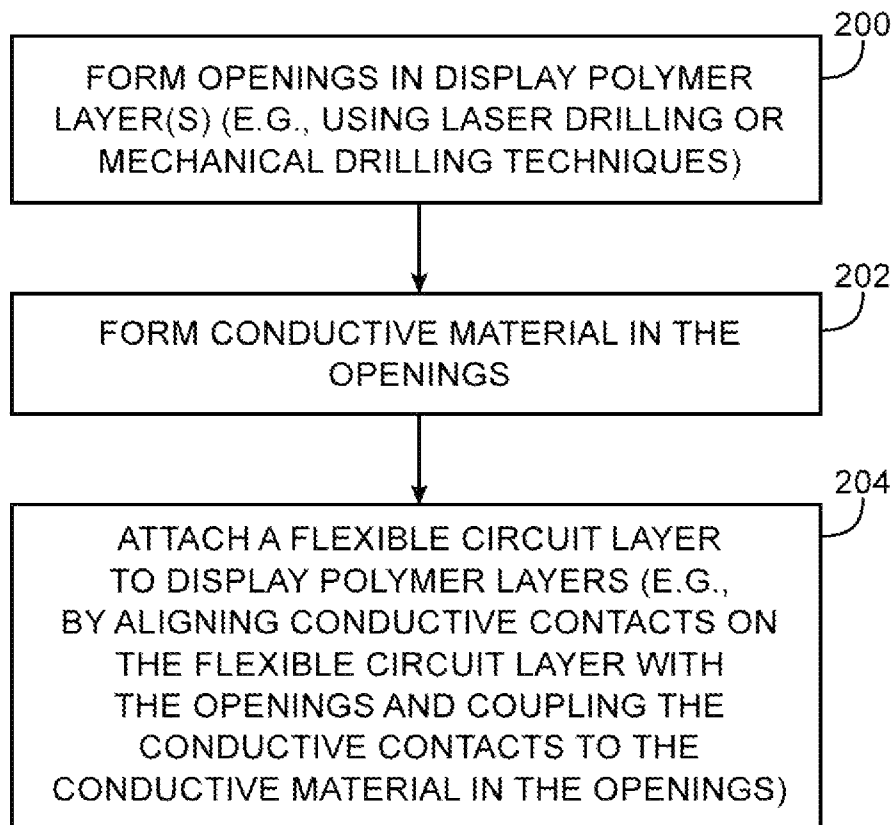 200
FORM OPENINGS IN DISPLAY POLYMER
LAYER(S) (E.G., USING LASER DRILLING OR
MECHANICAL DRILLING TECHNIQUES)
202
FORM CONDUCTIVE MATERIAL IN THE
OPENINGS
204
ATTACH A FLEXIBLE CIRCUIT LAYER
TO DISPLAY POLYMER LAYERS (E.G.,
BY ALIGNING CONDUCTIVE CONTACTS ON
THE FLEXIBLE CIRCUIT LAYER WITH
THE OPENINGS AND COUPLING THE
CONDUCTIVE CONTACTS TO THE
CONDUCTIVE MATERIAL IN THE OPENINGS)